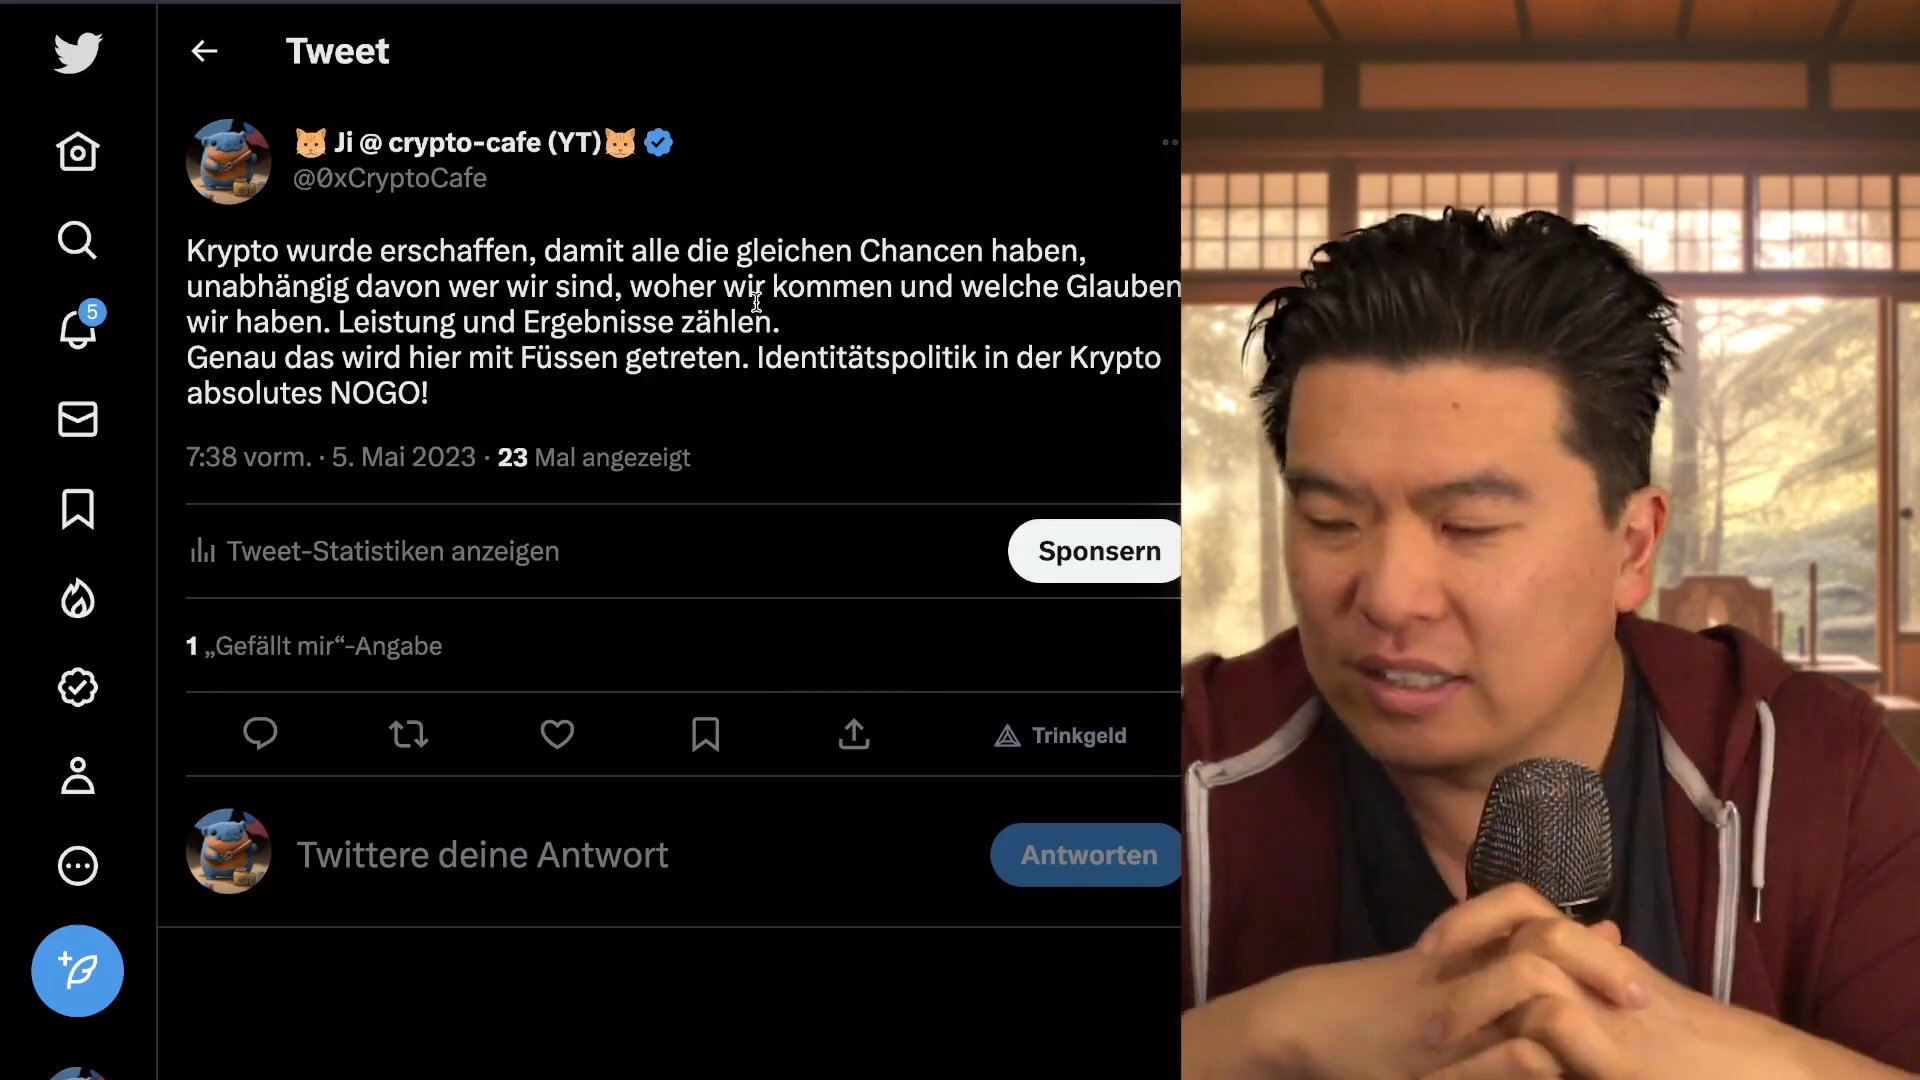 Tweet
🐱 Ji @ crypto-cafe (YT)🐱
@0xCryptoCafe
Krypto wurde erschaffen, damit alle die gleichen Chancen haben,
unabhängig davon wer wir sind, woher wir kommen und welche Glauben
wir haben. Leistung und Ergebnisse zählen.
Genau das wird hier mit Füssen getreten. Identitätspolitik in der Krypto
absolutes NOGO!
7:38 vorm. · 5. Mai 2023 · 23 Mal angezeigt
Tweet-Statistiken anzeigen
Sponsern
1 „Gefällt mir“-Angabe
Trinkgeld
Twittere deine Antwort
Antworten
5